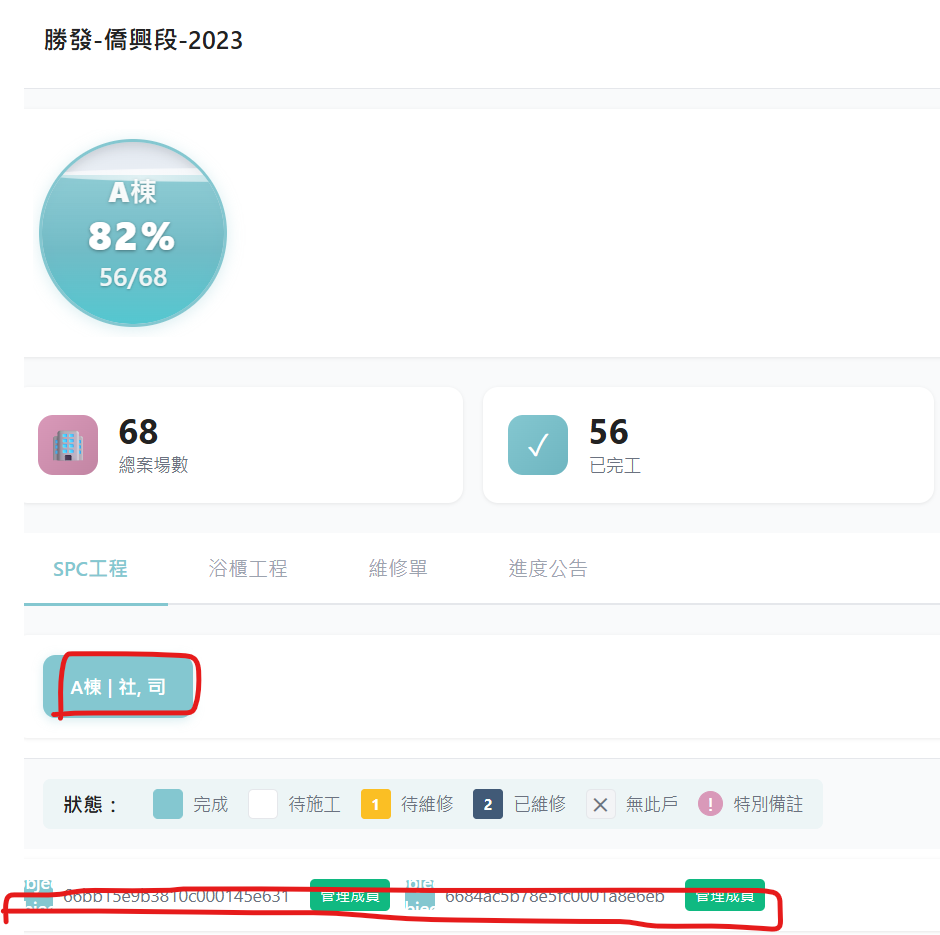 勝發-僑興段-2023
A棟
82%
56/68
68
總案場數
56
已完工
SPC工程 浴櫃工程 維修單 進度公告
A棟 | 社, 司
狀態： 完成 待施工 1 待維修 2 已維修 無此戶 ! 特別備註
66bb15e9b3810c000145e631 管理成員 6684ac5b78e5fc0001a8e6eb 管理成員